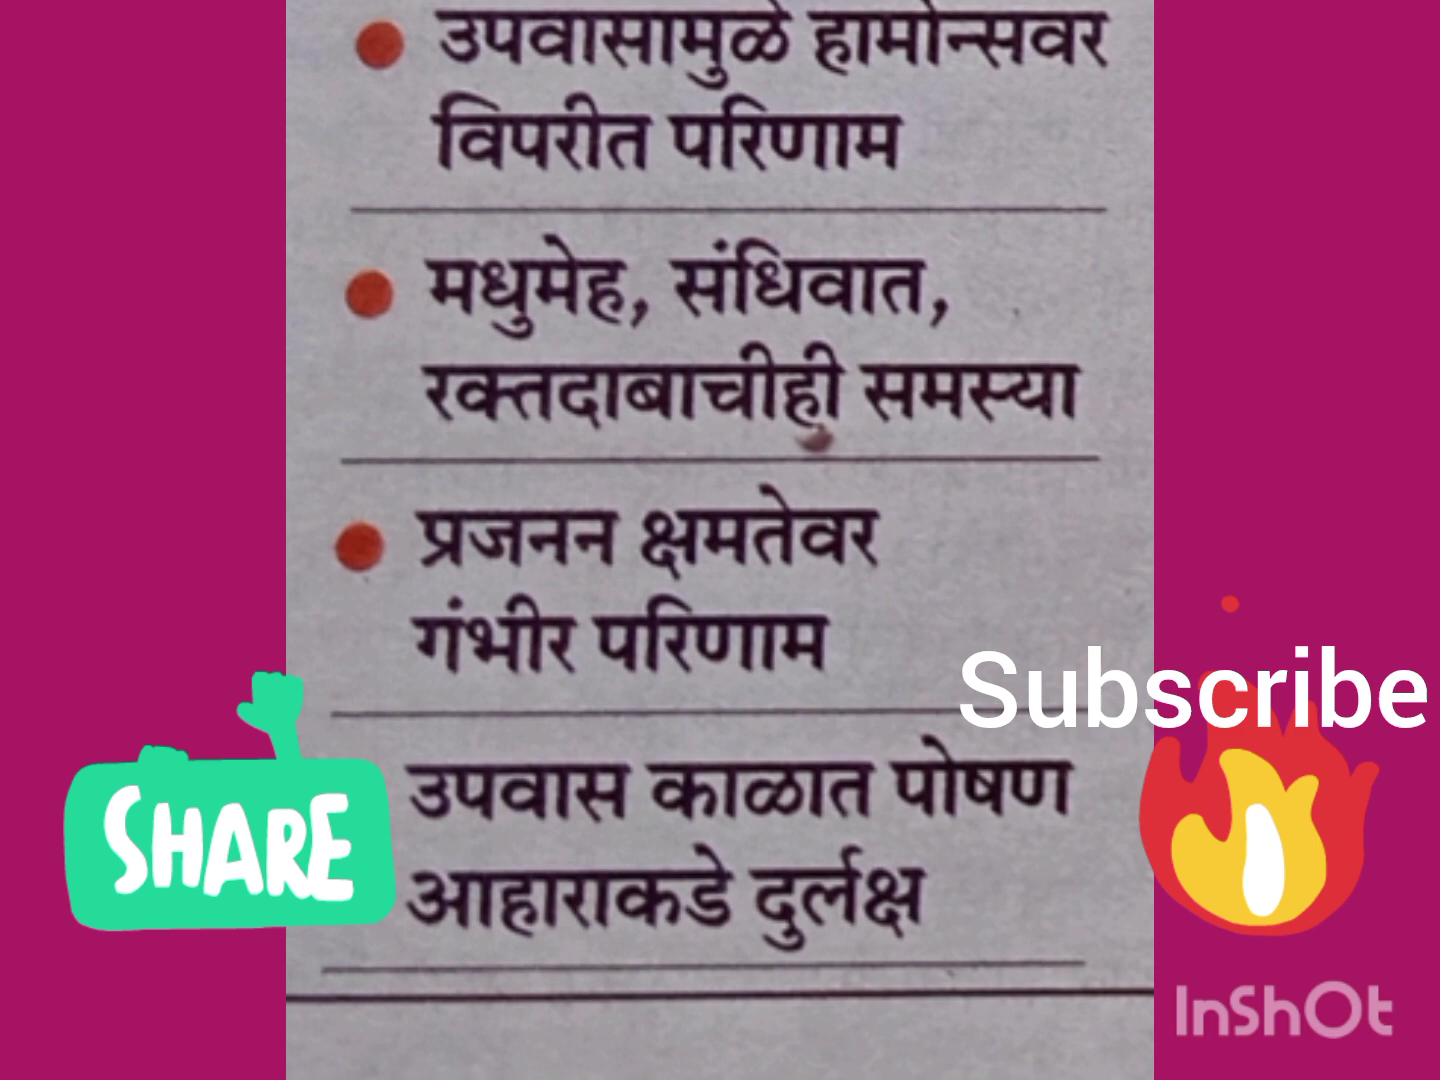 उपवासामुळे हार्मोन्सवर
विपरीत परिणाम
मधुमेह, संधिवात,
रक्तदाबाचीही समस्या
प्रजनन क्षमतेवर
गंभीर परिणाम
Subscribe
SHARE
उपवास काळात पोषण
आहाराकडे दुर्लक्ष
InShOt